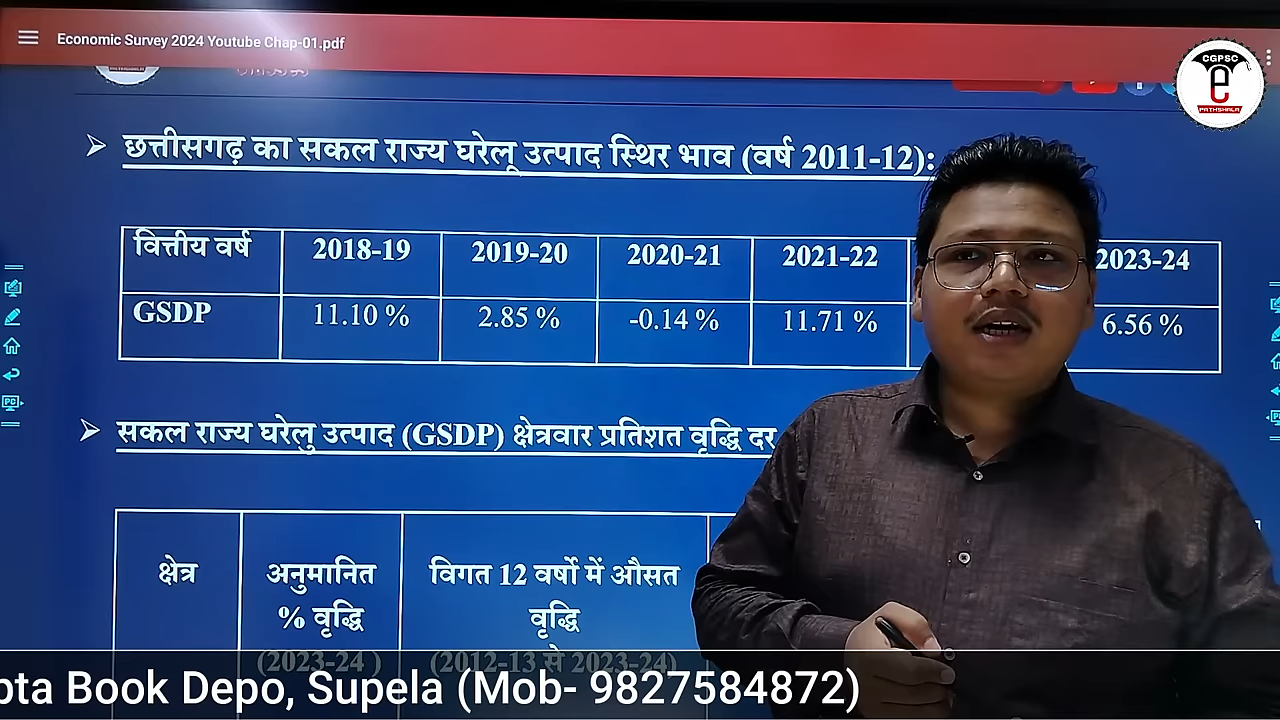 Economic Survey 2024 Youtube Chap-01.pdf
CGPSC
e
PATHSHALA
छत्तीसगढ़ का सकल राज्य घरेलू उत्पाद स्थिर भाव (वर्ष 2011-12):
वित्तीय वर्ष 2018-19 2019-20 2020-21 2021-22 2023-24
GSDP 11.10 % 2.85 % -0.14 % 11.71 % 6.56 %
सकल राज्य घरेलु उत्पाद (GSDP) क्षेत्रवार प्रतिशत वृद्धि दर
क्षेत्र अनुमानित विगत 12 वर्षो में औसत
% वृद्धि वृद्धि
(2023-24 ) (2012-13 से 2023-24)
pta Book Depo, Supela (Mob- 9827584872)